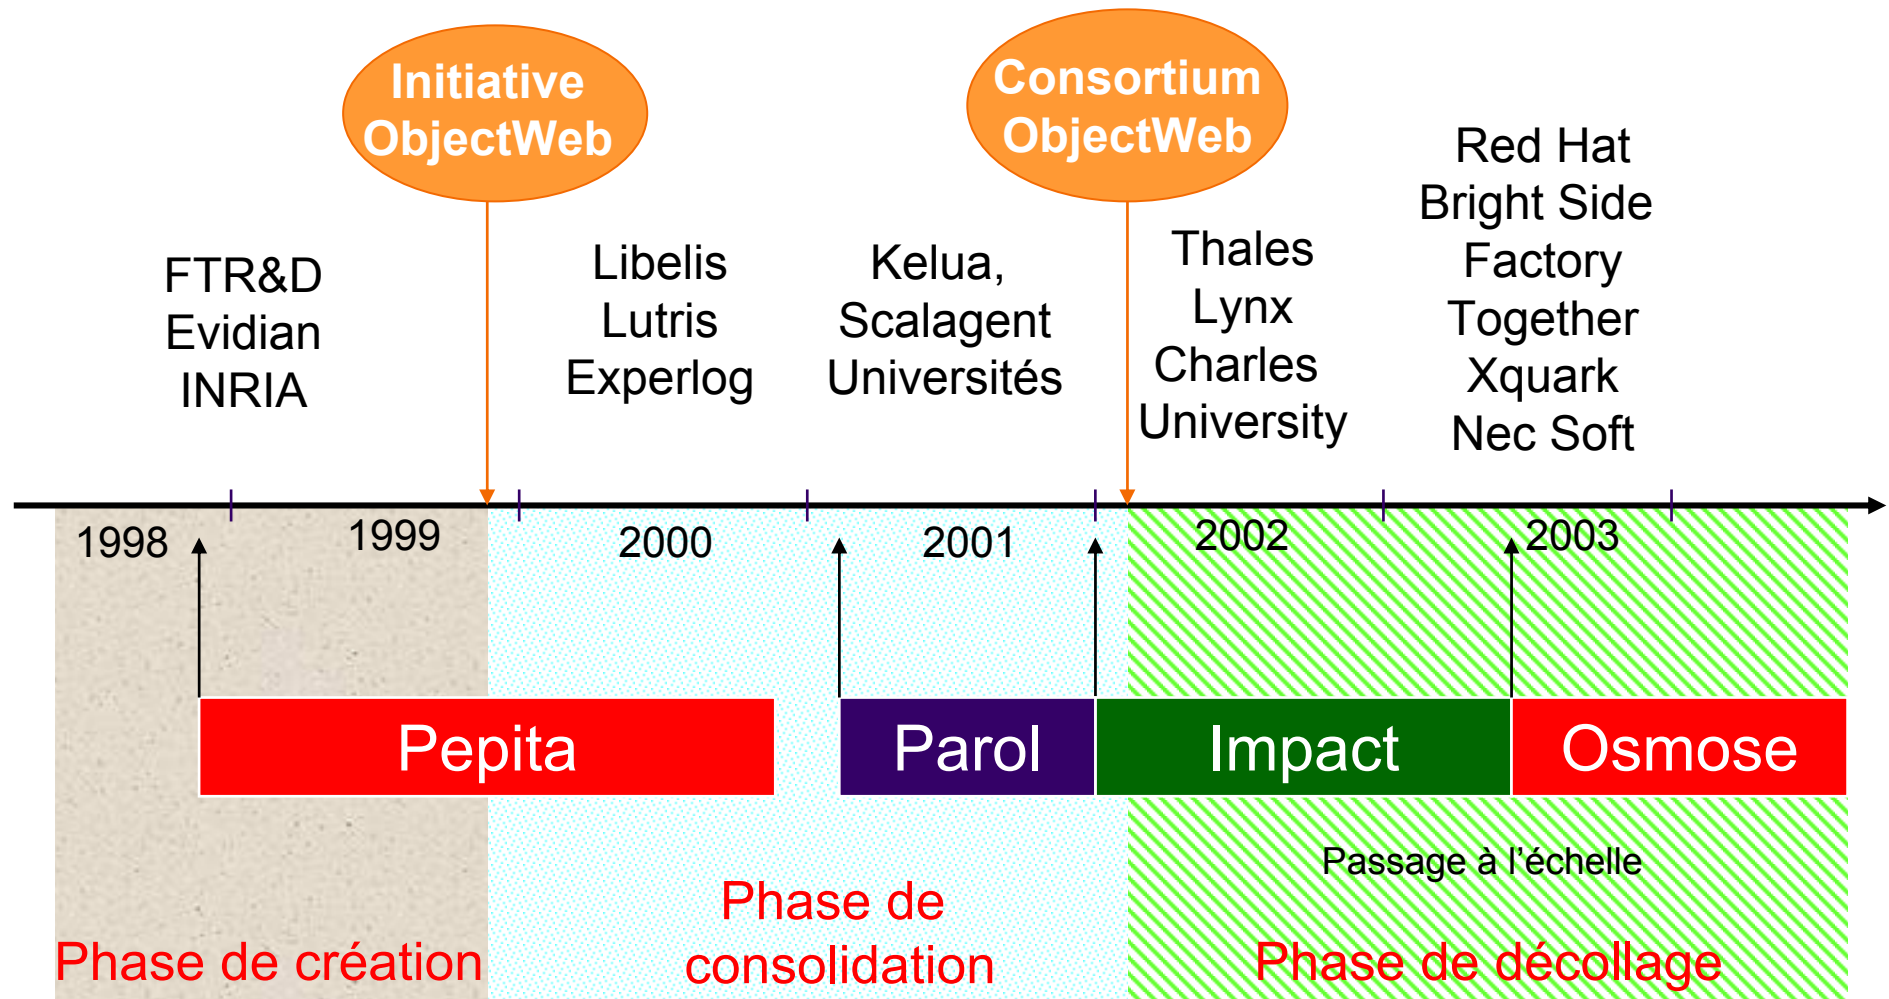 Initiative
ObjectWeb
Consortium
ObjectWeb
FTR&D
Evidian
INRIA
Libelis
Lutris
Experlog
Kelua,
Scalagent
Universités
Thales
Lynx
Charles
University
Red Hat
Bright Side
Factory
Together
Xquark
Nec Soft
1998
1999
2000
2001
2002
2003
Pepita
Parol
Impact
Osmose
Passage à l’échelle
Phase de création
Phase de
consolidation
Phase de décollage